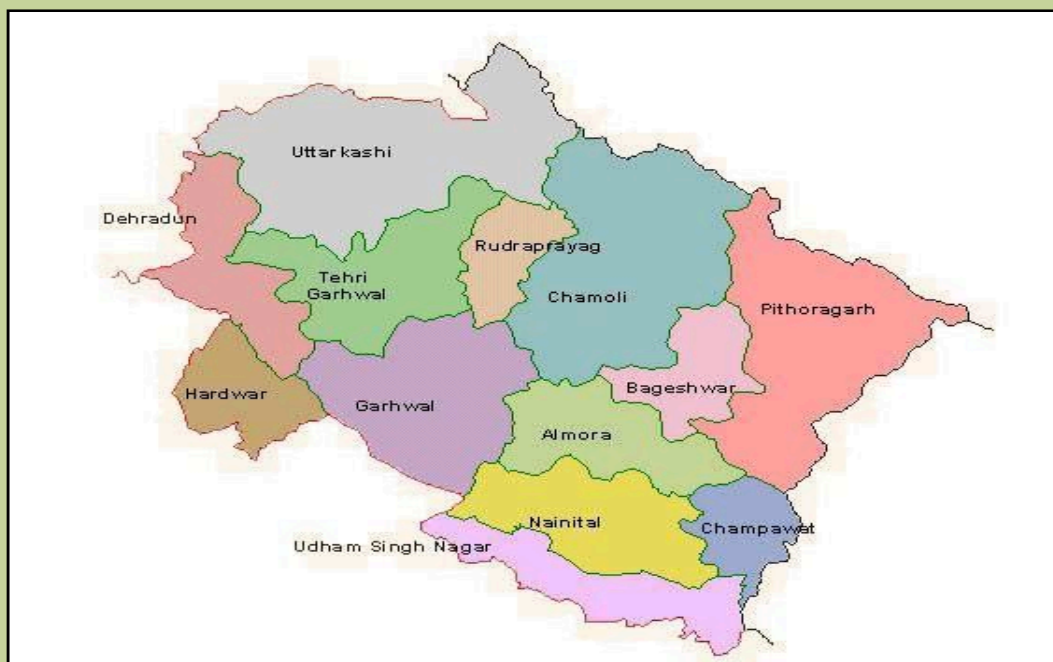 Uttarkashi
Dehradun
Rudraprayag
Tehri
Garhwal
Chamoli
Pithoragarh
Hardwar
Bageshwar
Garhwal
Almora
Nainital
Champawat
Udham Singh Nagar